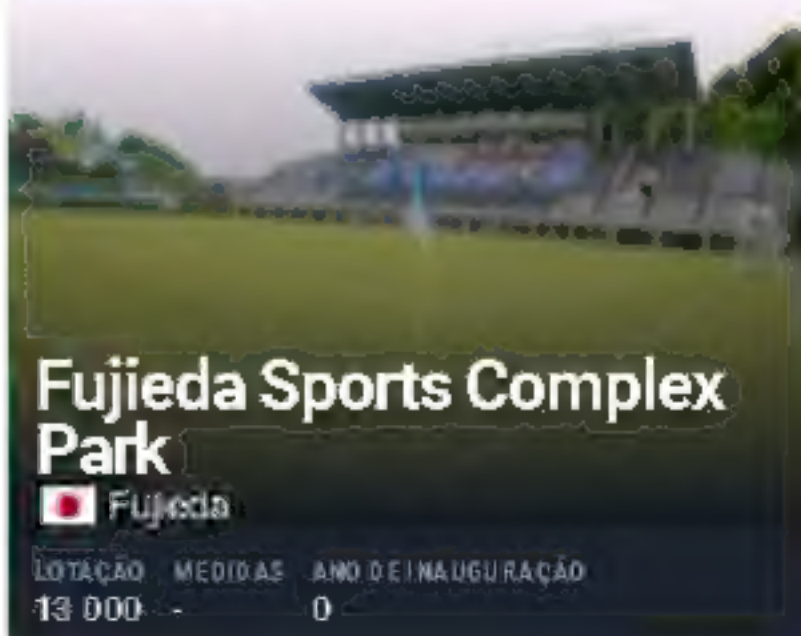 Fujieda Sports Complex
Park
Fujieda
LOTAÇÃO MEDIDAS ANO DE INAUGURAÇÃO
13 000 - 0